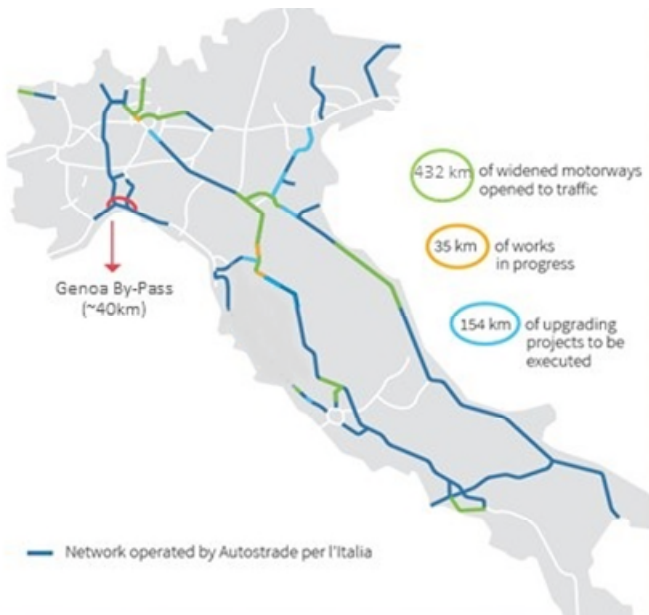 432 km of widened motorways
opened to traffic
35 km of works
in progress
Genoa By-Pass
(~40km)
154 km of upgrading
projects to be
executed
Network operated by Autostrade per l'Italia